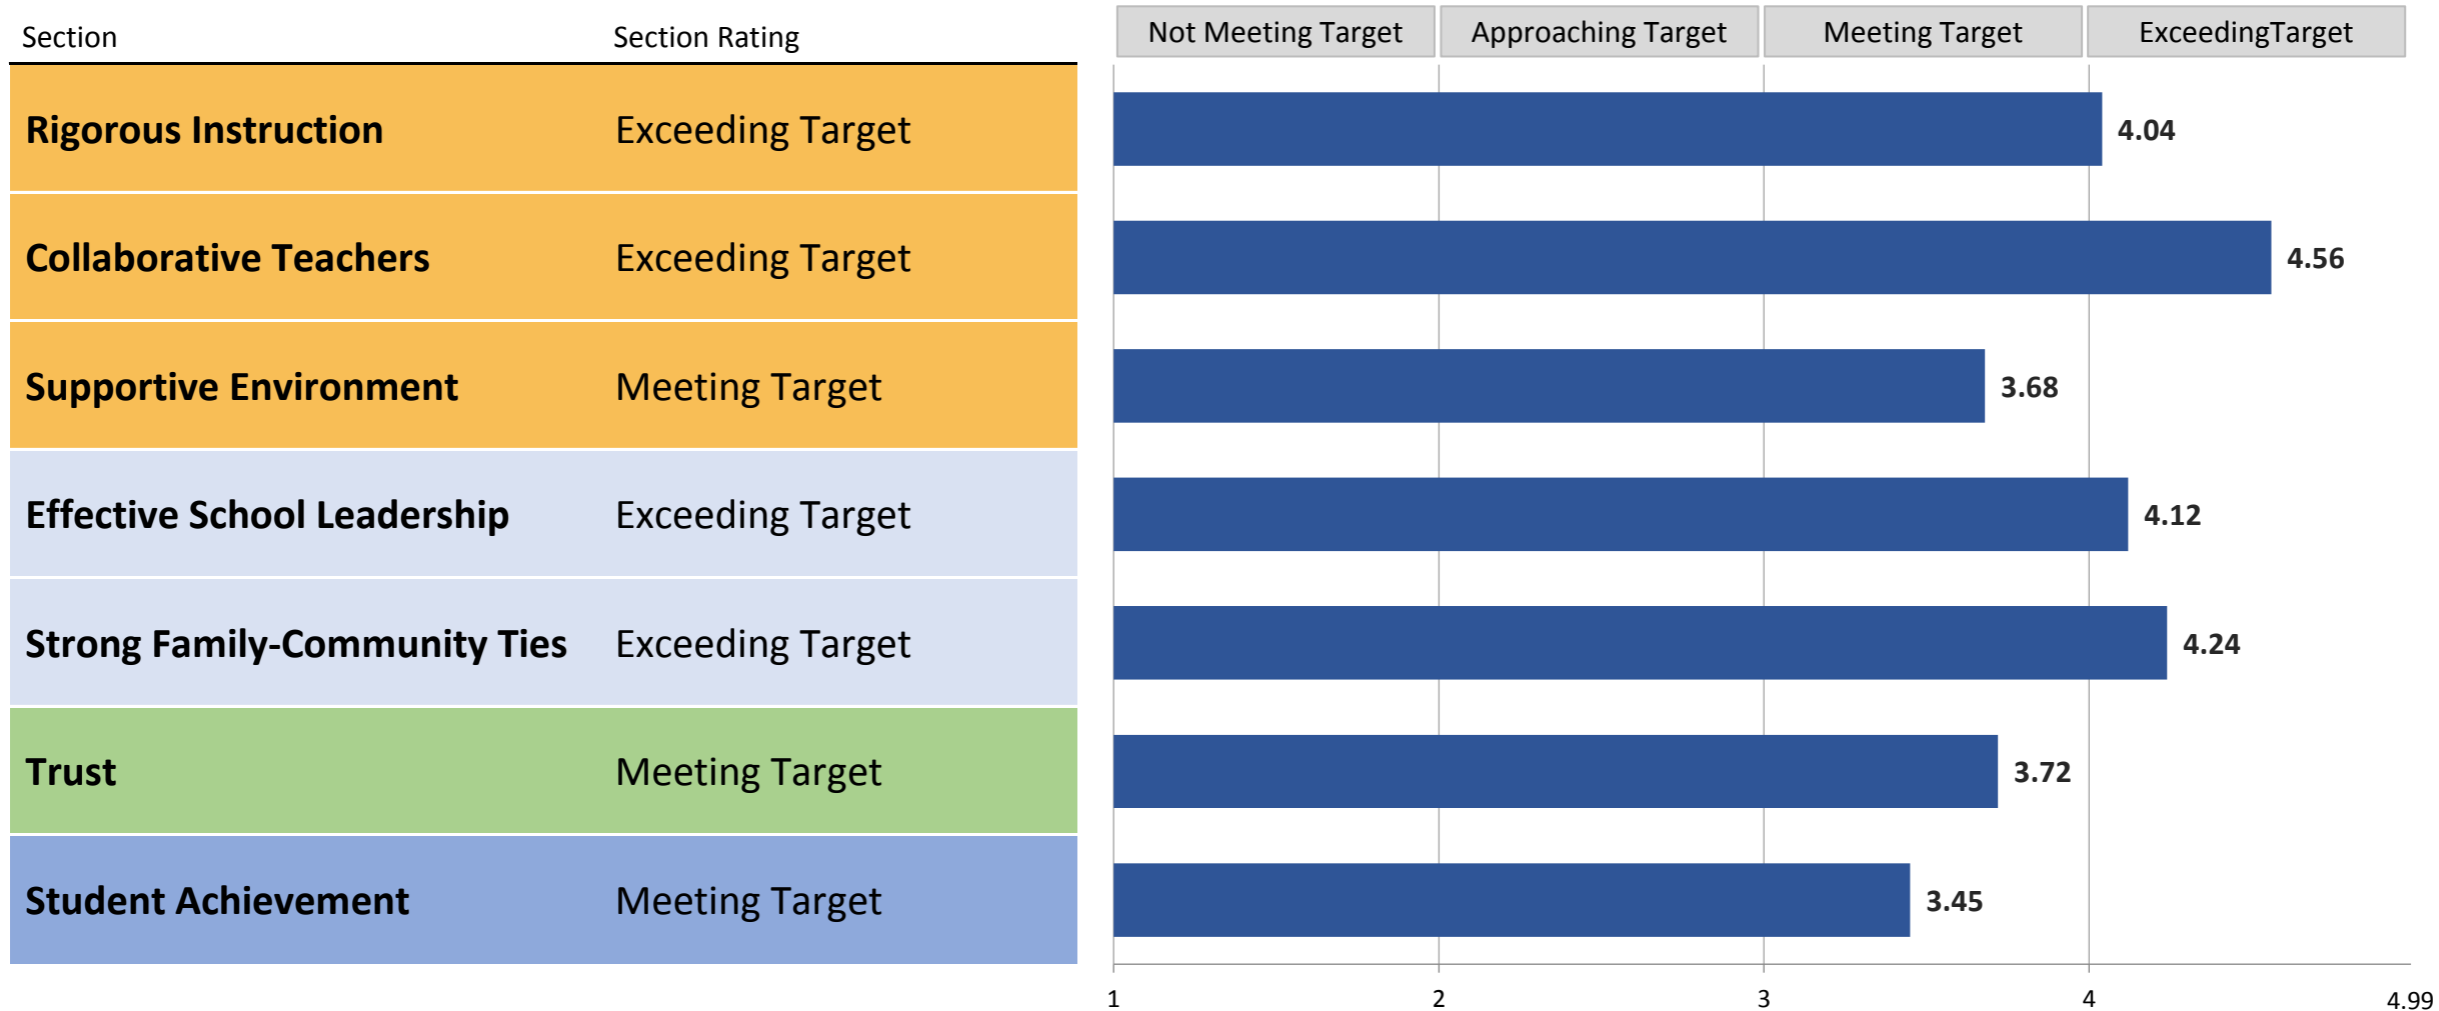 Section Section Rating Not Meeting Target Approaching Target Meeting Target ExceedingTarget
Rigorous Instruction Exceeding Target 4.04
Collaborative Teachers Exceeding Target 4.56
Supportive Environment Meeting Target 3.68
Effective School Leadership Exceeding Target 4.12
Strong Family-Community Ties Exceeding Target 4.24
Trust Meeting Target 3.72
Student Achievement Meeting Target 3.45
1 2 3 4 4.99